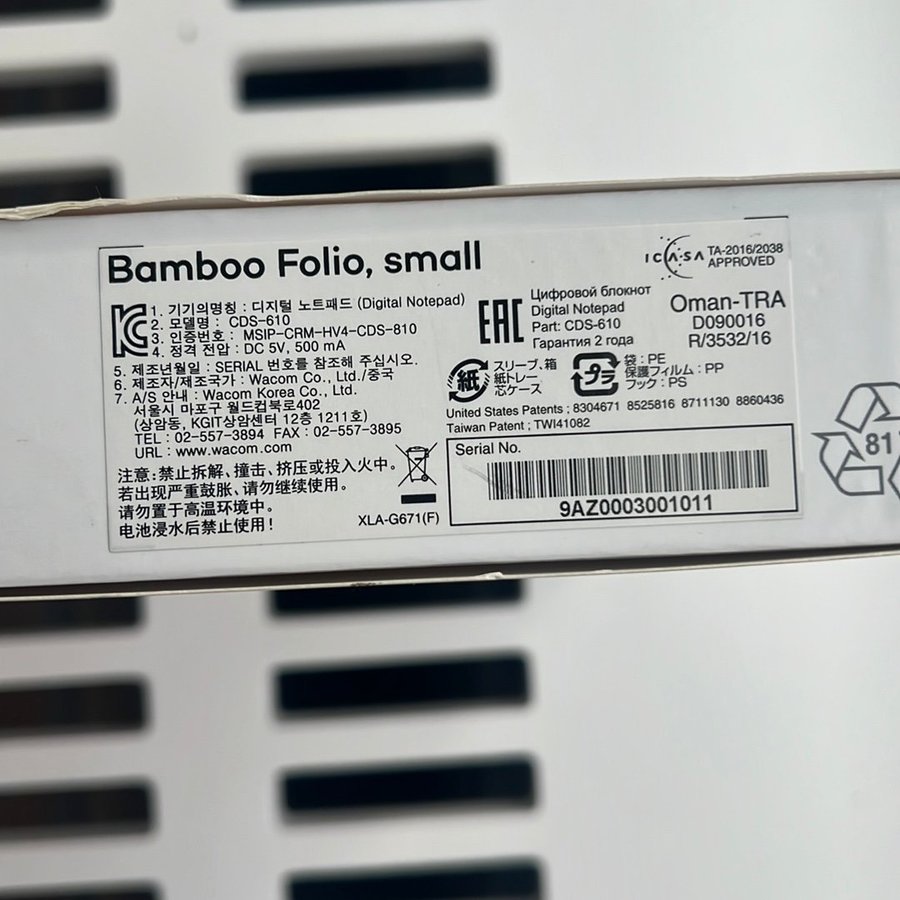 Bamboo Folio, small
ICASA TA-2016/2038
APPROVED
1. 기기의명칭 : 디지털 노트패드 (Digital Notepad)
2. 모델명 : CDS-610
3. 인증번호 : MSIP-CRM-HV4-CDS-810
4. 정격 전압 : DC 5V, 500 mA
5. 제조년월일 : SERIAL 번호를 참조해 주십시오.
6. 제조자/제조국가 : Wacom Co., Ltd./중국
7. A/S 안내 : Wacom Korea Co., Ltd.
서울시 마포구 월드컵북로402
(상암동, KGIT상암센터 12층 1211호)
TEL : 02-557-3894 FAX : 02-557-3895
URL : www.wacom.com
注意:禁止拆解、撞击、挤压或投入火中。
若出现严重鼓胀、请勿继续使用。
请勿置于高温环境中。
电池浸水后禁止使用!
XLA-G671(F)
EAC
Цифровой блокнот
Digital Notepad
Part: CDS-610
Гарантия 2 года
Oman-TRA
D090016
R/3532/16
紙
スリーブ、箱
紙トレー
芯ケース
プラ
袋 : PE
保護フィルム : PP
フック : PS
United States Patents ; 8304671 8525816 8711130 8860436
Taiwan Patent ; TWI41082
Serial No.
9AZ0003001011
81